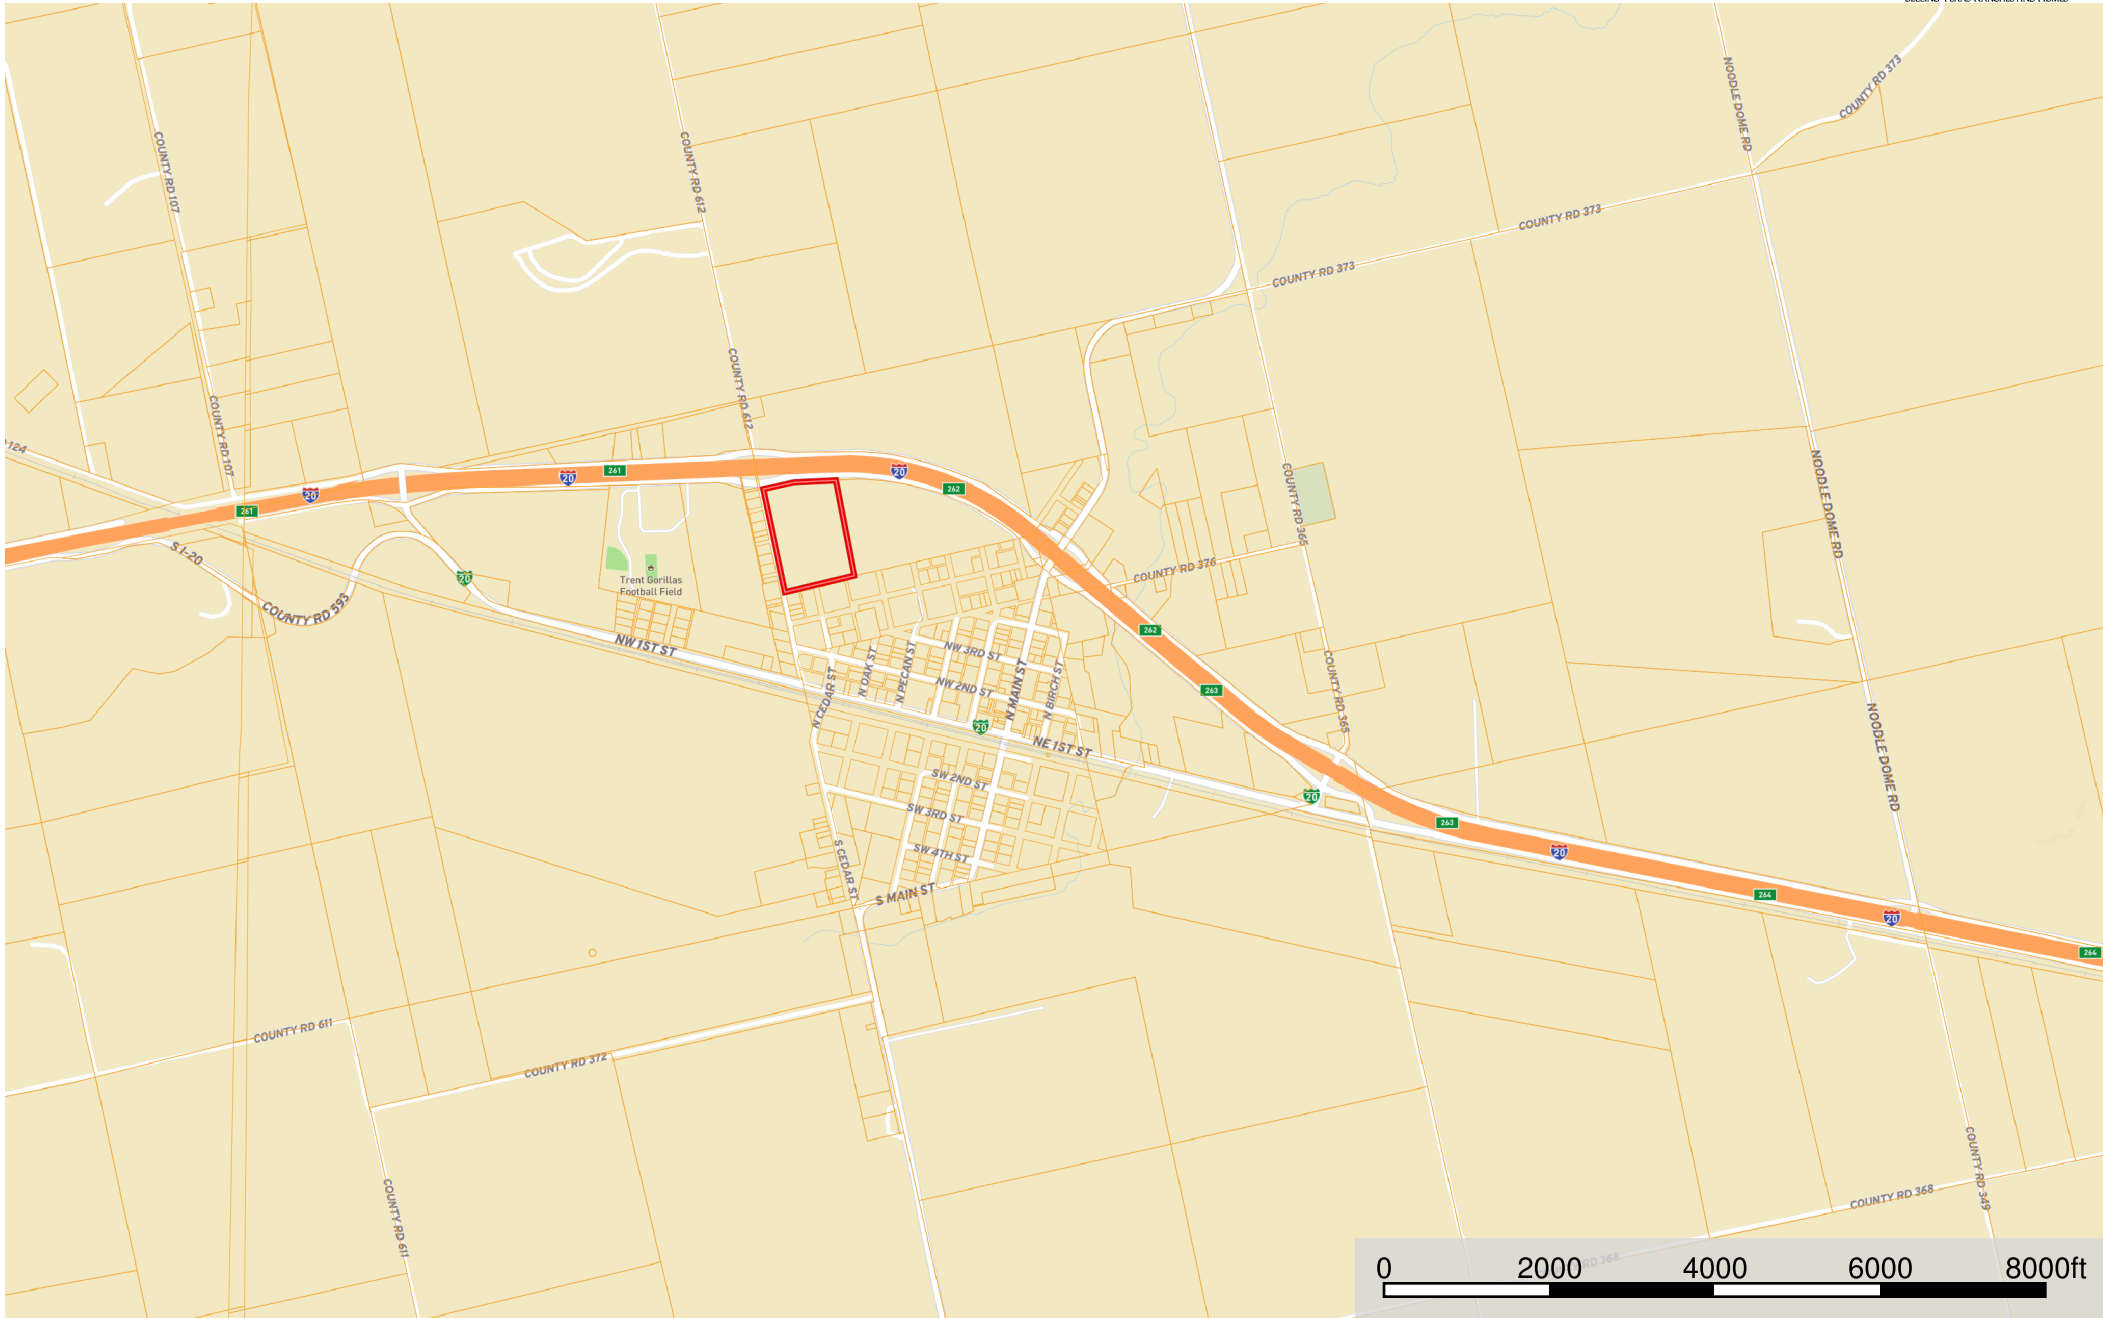 COUNTY RD 373
NOODLE DOME RD
COUNTY RD 107
COUNTY RD 612
COUNTY RD 373
COUNTY RD 373
COUNTY RD 612
COUNTY RD 107
124
261
20
20
20
262
261
COUNTY RD 365
NOODLE DOME RD
S I-20
20
COUNTY RD 593
Trent Gorillas
Football Field
COUNTY RD 376
262
NW 1ST ST
N CEDAR ST
N OAK ST
N PECAN ST
NW 3RD ST
NW 2ND ST
N MAIN ST
N BIRCH ST
263
COUNTY RD 365
20
NE 1ST ST
NOODLE DOME RD
SW 2ND ST
20
SW 3RD ST
263
SW 4TH ST
20
S CEDAR ST
S MAIN ST
264
20
264
COUNTY RD 611
COUNTY RD 372
COUNTY RD 611
COUNTY RD 349
COUNTY RD 368
RD 368
0 2000 4000 6000 8000ft